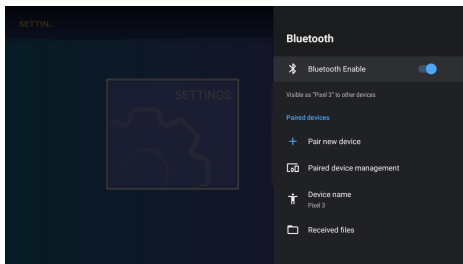 SETTIN..
SETTINGS
Bluetooth
Bluetooth Enable
Visible as "Pixel 3" to other devices
Paired devices
Pair new device
Paired device management
Device name
Pixel 3
Received files